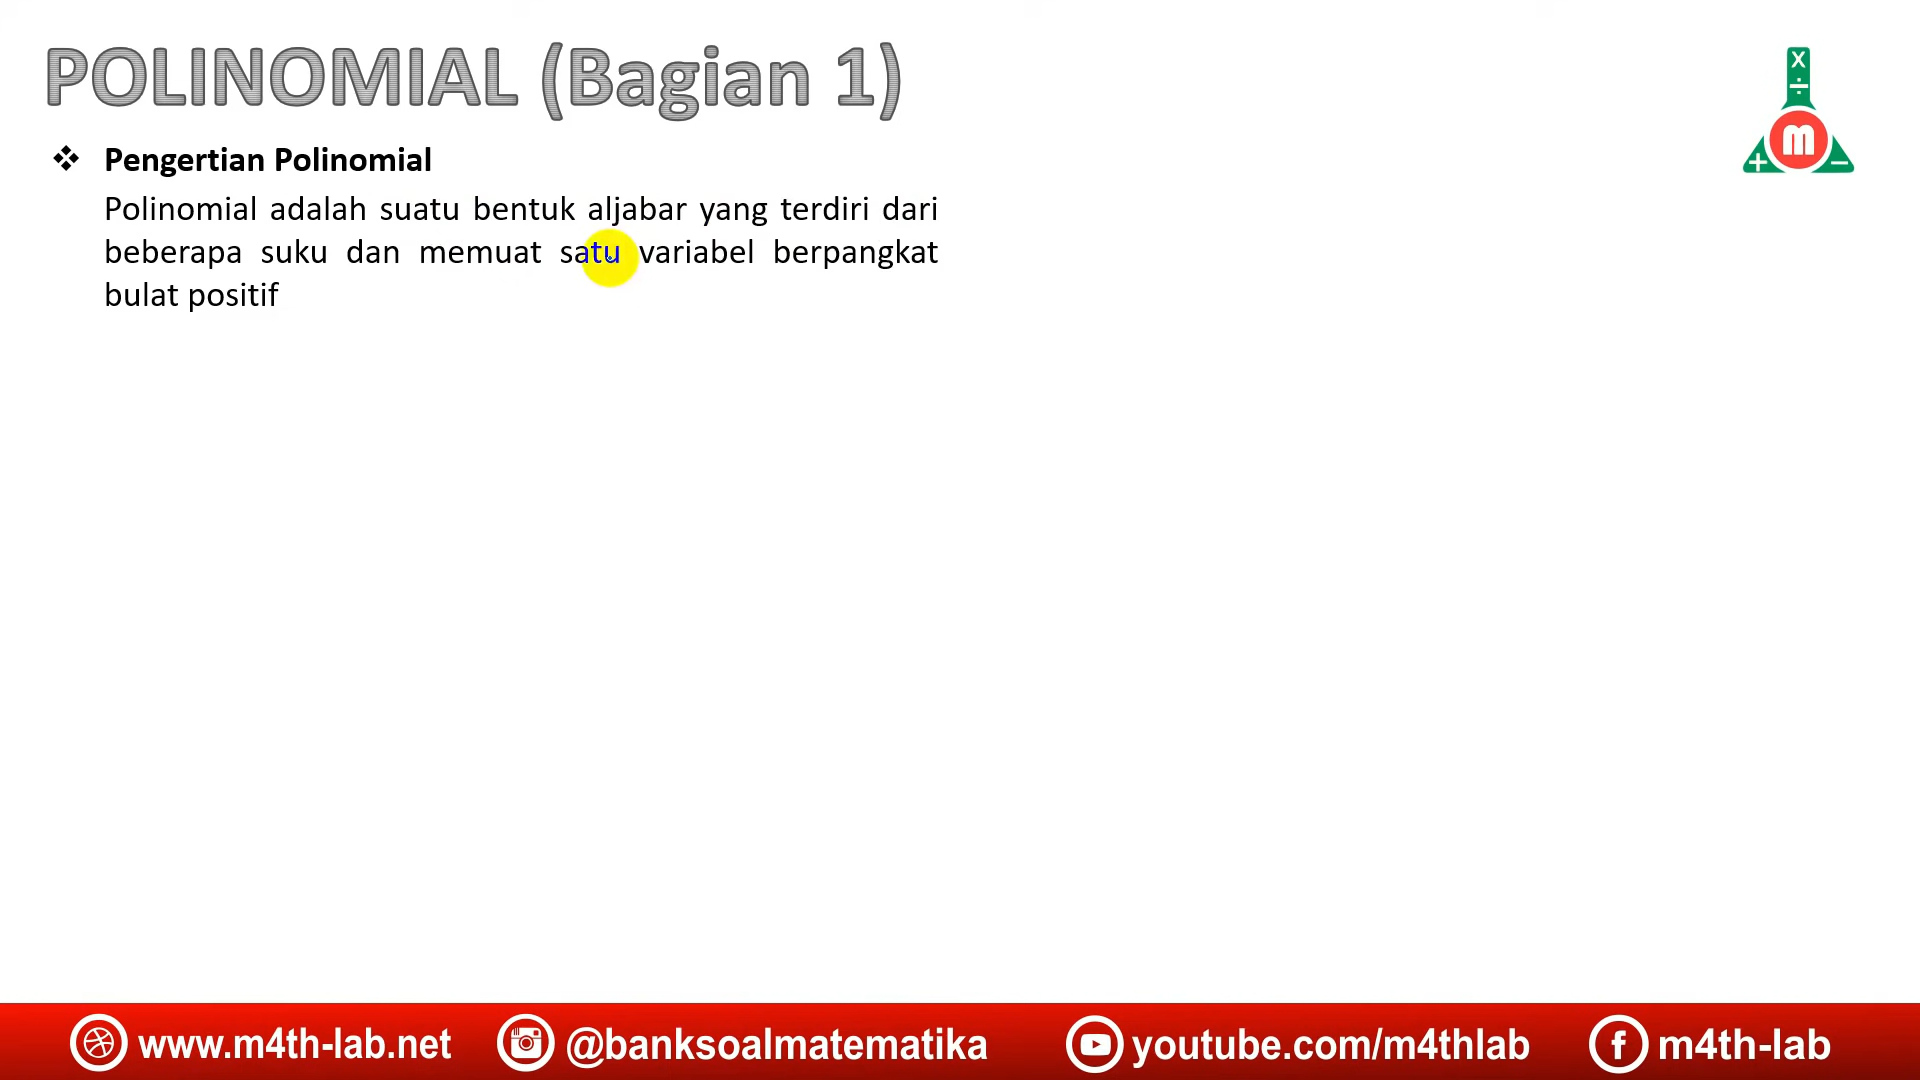 POLINOMIAL (Bagian 1)
❖ Pengertian Polinomial
Polinomial adalah suatu bentuk aljabar yang terdiri dari
beberapa suku dan memuat satu variabel berpangkat
bulat positif
X
÷
m
+ −
www.m4th-lab.net @banksoalmatematika youtube.com/m4thlab m4th-lab